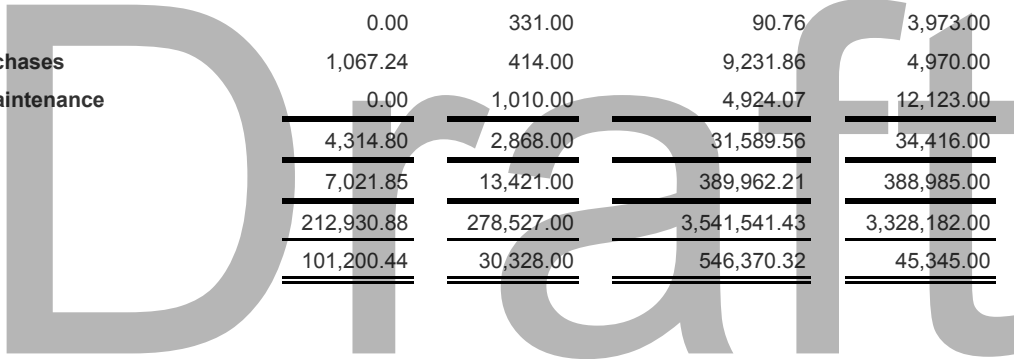 0.00 331.00 90.76 3,973.00
chases 1,067.24 414.00 9,231.86 4,970.00
aintenance 0.00 1,010.00 4,924.07 12,123.00
4,314.80 2,868.00 31,589.56 34,416.00
7,021.85 13,421.00 389,962.21 388,985.00
212,930.88 278,527.00 3,541,541.43 3,328,182.00
101,200.44 30,328.00 546,370.32 45,345.00
Draft